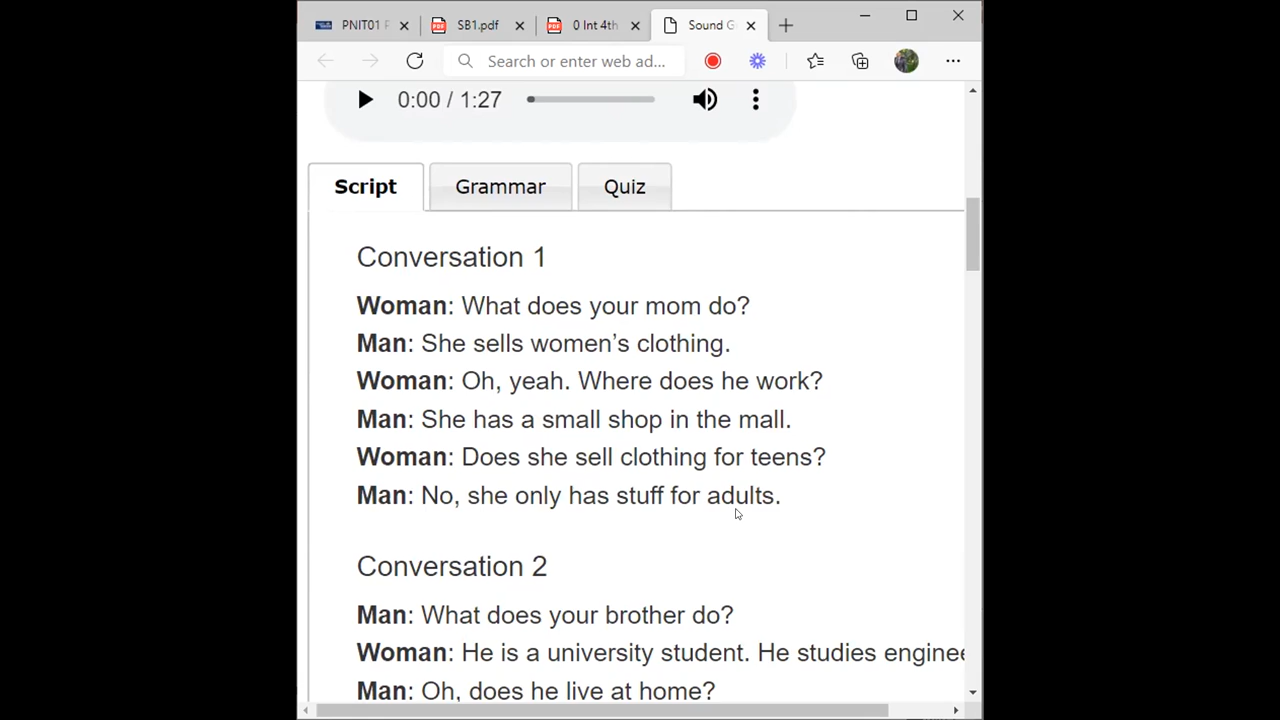 PNIT01 F
SB1.pdf
0 Int 4th
Sound G
Search or enter web ad...
0:00 / 1:27
Script
Grammar
Quiz
Conversation 1
Woman: What does your mom do?
Man: She sells women’s clothing.
Woman: Oh, yeah. Where does he work?
Man: She has a small shop in the mall.
Woman: Does she sell clothing for teens?
Man: No, she only has stuff for adults.
Conversation 2
Man: What does your brother do?
Woman: He is a university student. He studies enginee
Man: Oh, does he live at home?